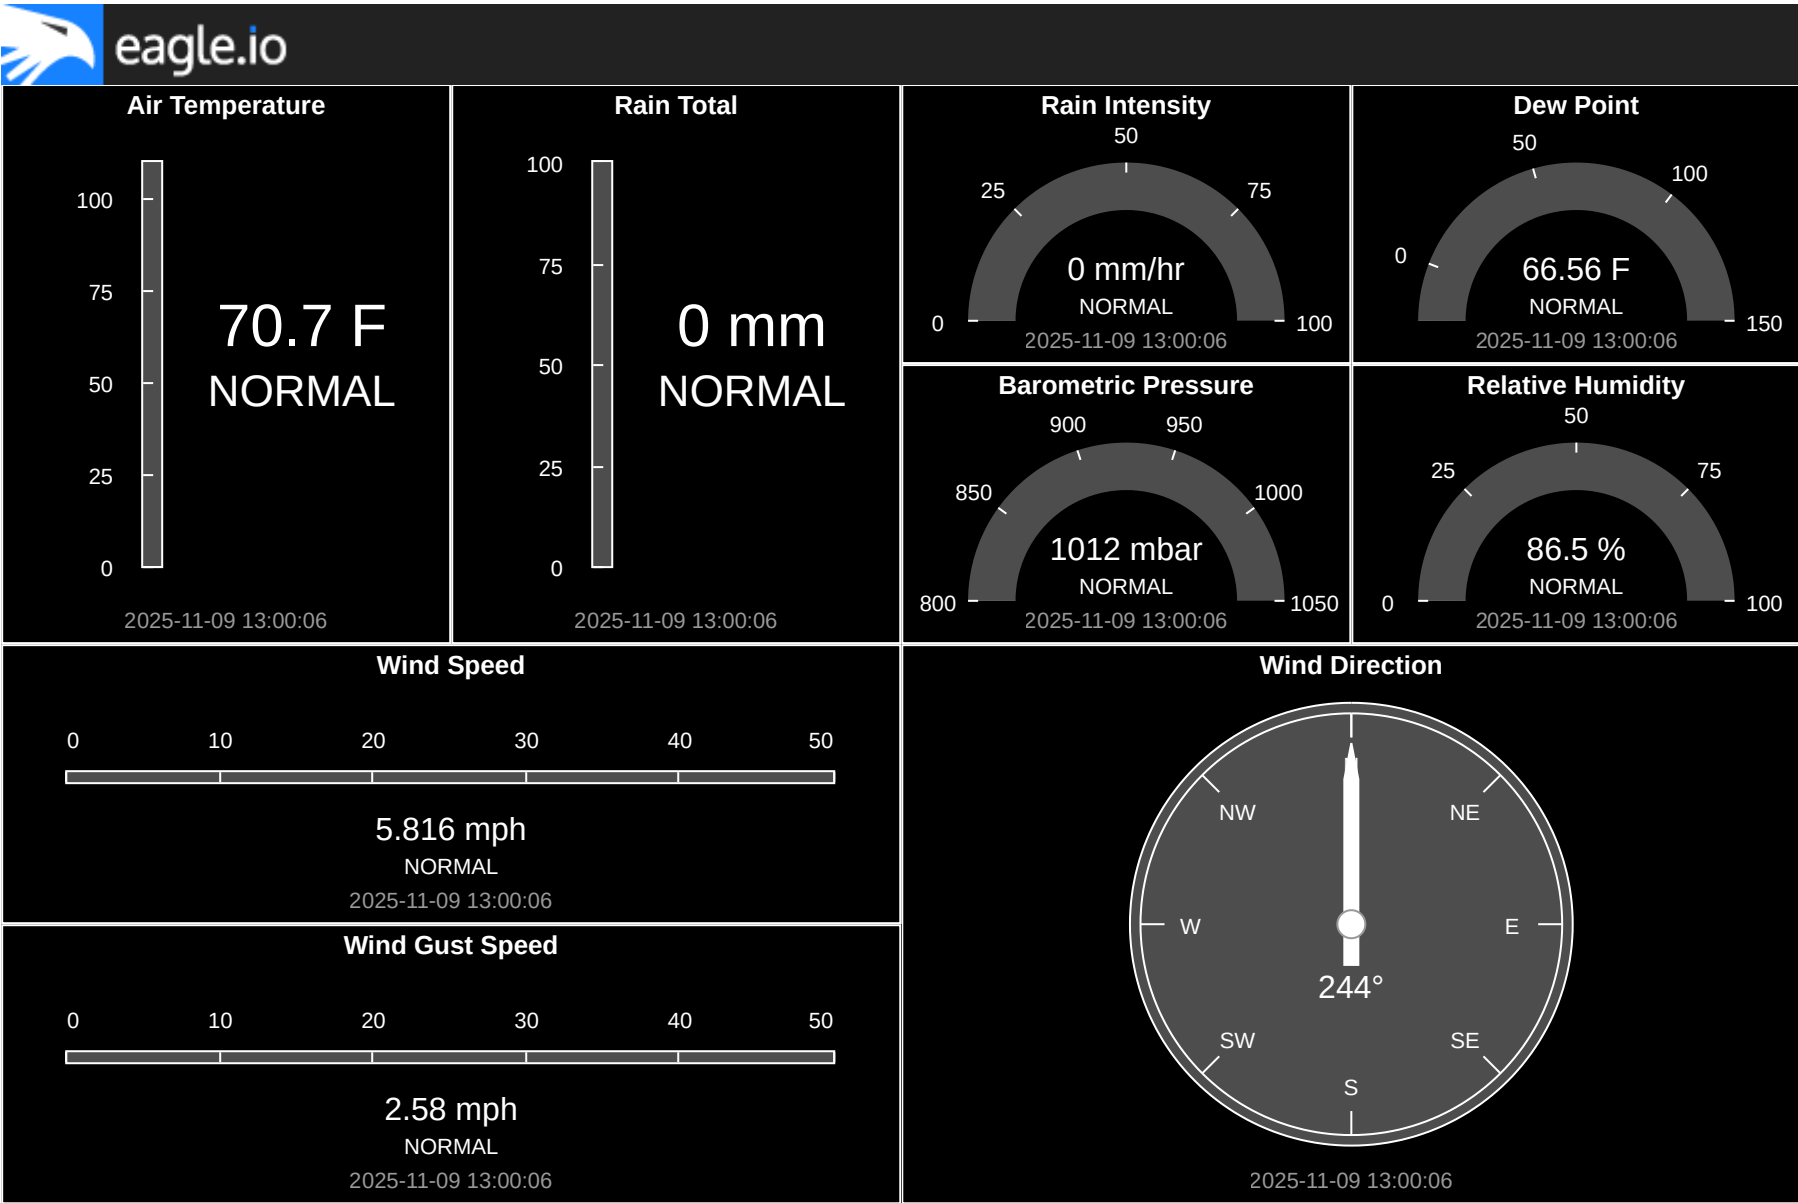 eagle.io
Air Temperature
100
75
50
25
0
70.7 F
NORMAL
2025-11-09 13:00:06
Rain Total
100
75
50
25
0
0 mm
NORMAL
2025-11-09 13:00:06
Rain Intensity
0
25
50
75
100
0 mm/hr
NORMAL
2025-11-09 13:00:06
Dew Point
0
50
100
150
66.56 F
NORMAL
2025-11-09 13:00:06
Barometric Pressure
800
850
900
950
1000
1050
1012 mbar
NORMAL
2025-11-09 13:00:06
Relative Humidity
0
25
50
75
100
86.5 %
NORMAL
2025-11-09 13:00:06
Wind Speed
0 10 20 30 40 50
5.816 mph
NORMAL
2025-11-09 13:00:06
Wind Gust Speed
0 10 20 30 40 50
2.58 mph
NORMAL
2025-11-09 13:00:06
Wind Direction
NW NE
W E
244°
SW SE
S
2025-11-09 13:00:06